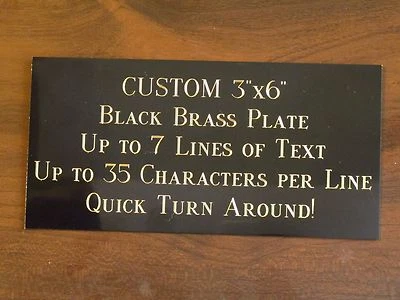 CUSTOM 3"x6"
Black Brass Plate
Up to 7 Lines of Text
Up to 35 Characters per Line
Quick Turn Around!